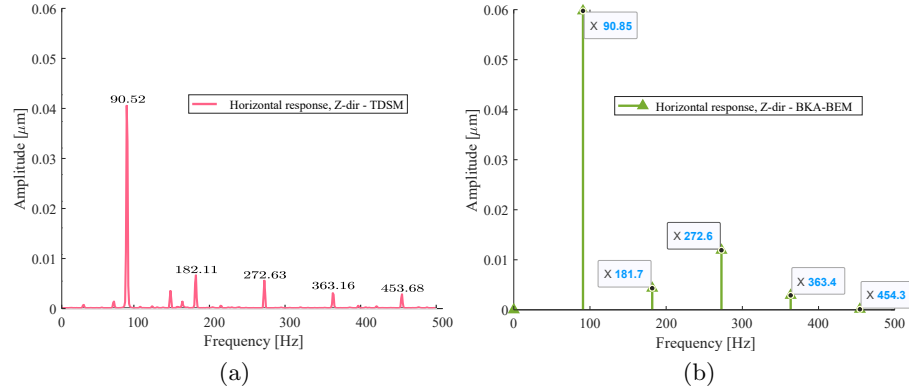 0.06
0.05
0.04
0.03
0.02
0.01
0
0
100
200
300
400
500
Amplitude [μm]
Frequency [Hz]
Horizontal response, Z-dir - TDSM
90.52
182.11
272.63
363.16
453.68
(a)
0.06
0.05
0.04
0.03
0.02
0.01
0
0
100
200
300
400
500
Amplitude [μm]
Frequency [Hz]
X 90.85
Horizontal response, Z-dir - BKA-BEM
X 272.6
X 181.7
X 363.4
X 454.3
(b)